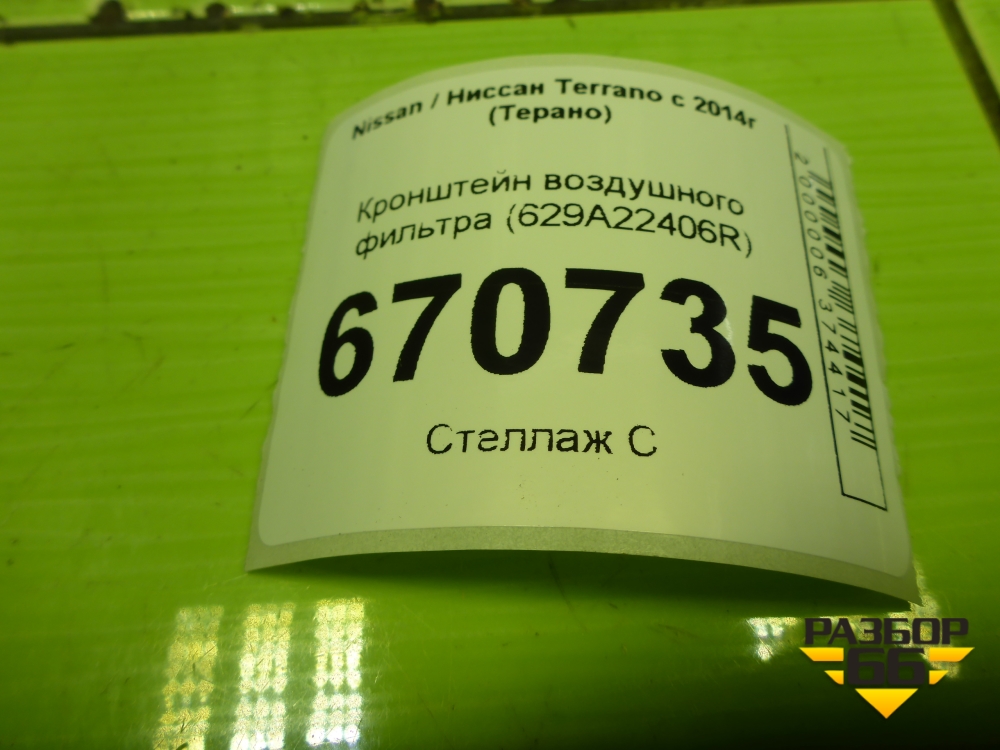 Nissan / Ниссан Terrano с 2014г
(Терано)
Кронштейн воздушного
фильтра (629A22406R)
670735
Стеллаж С
2000006374417
РАЗБОР
66